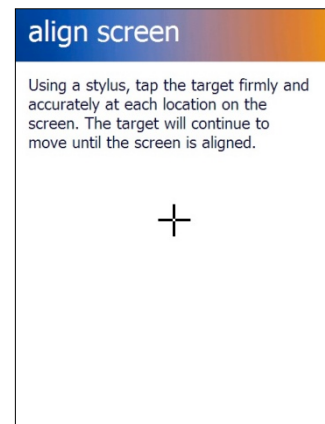 align screen
Using a stylus, tap the target firmly and
accurately at each location on the
screen. The target will continue to
move until the screen is aligned.